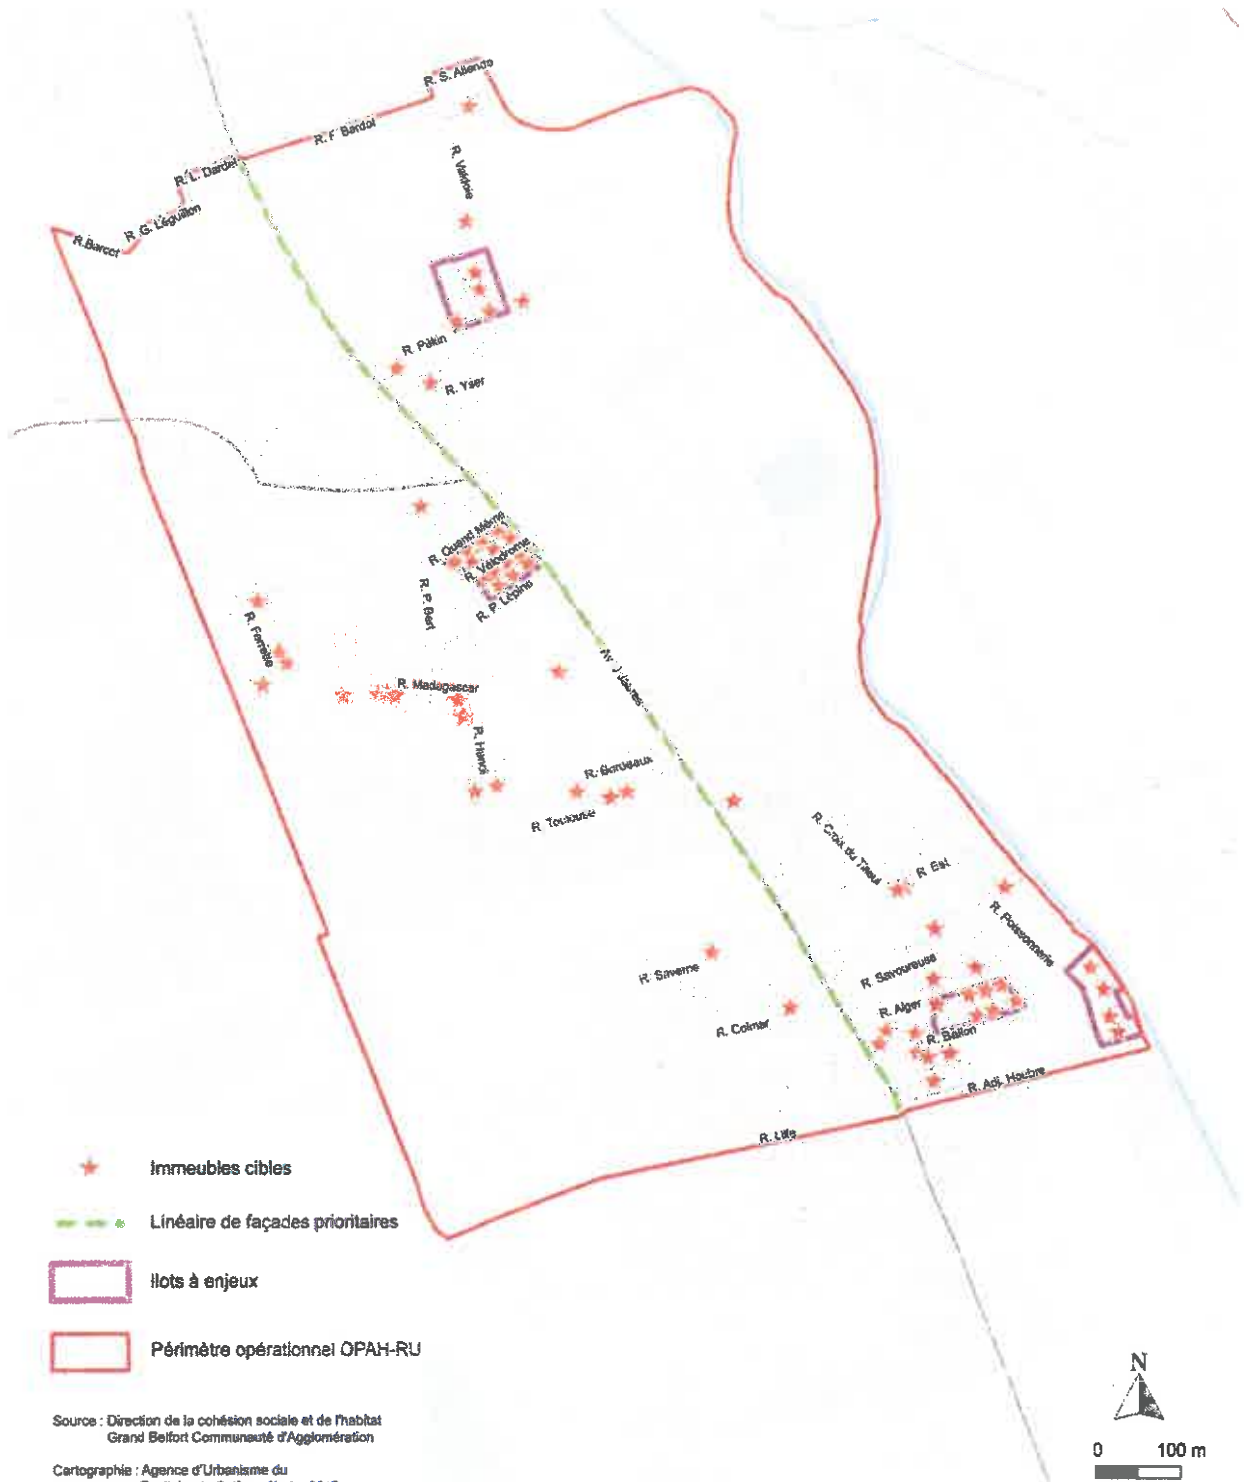 R. S. Allende
R. F. Bardot
R. L. Dardel
R. Valdoie
R. G. Léguillon
R. Barcot
R. Pékin
R. Yser
R. Quand Même
R. Vélodrome
R. P. Lépine
R. P. Bert
R. Ferrette
Av. J. Jaurès
R. Madagascar
R. Hanoï
R. Bordeaux
R. Toulouse
R. Croix du Tilleul
R. Est
R. Poissonnerie
R. Saverne
R. Savoureuse
R. Alger
R. Colmar
R. Ballon
R. Adj. Houbre
R. Lille
Immeubles cibles
Linéaire de façades prioritaires
Ilots à enjeux
Périmètre opérationnel OPAH-RU
N
Source : Direction de la cohésion sociale et de l'habitat
Grand Belfort Communauté d'Agglomération
0 100 m
Cartographie : Agence d'Urbanisme du